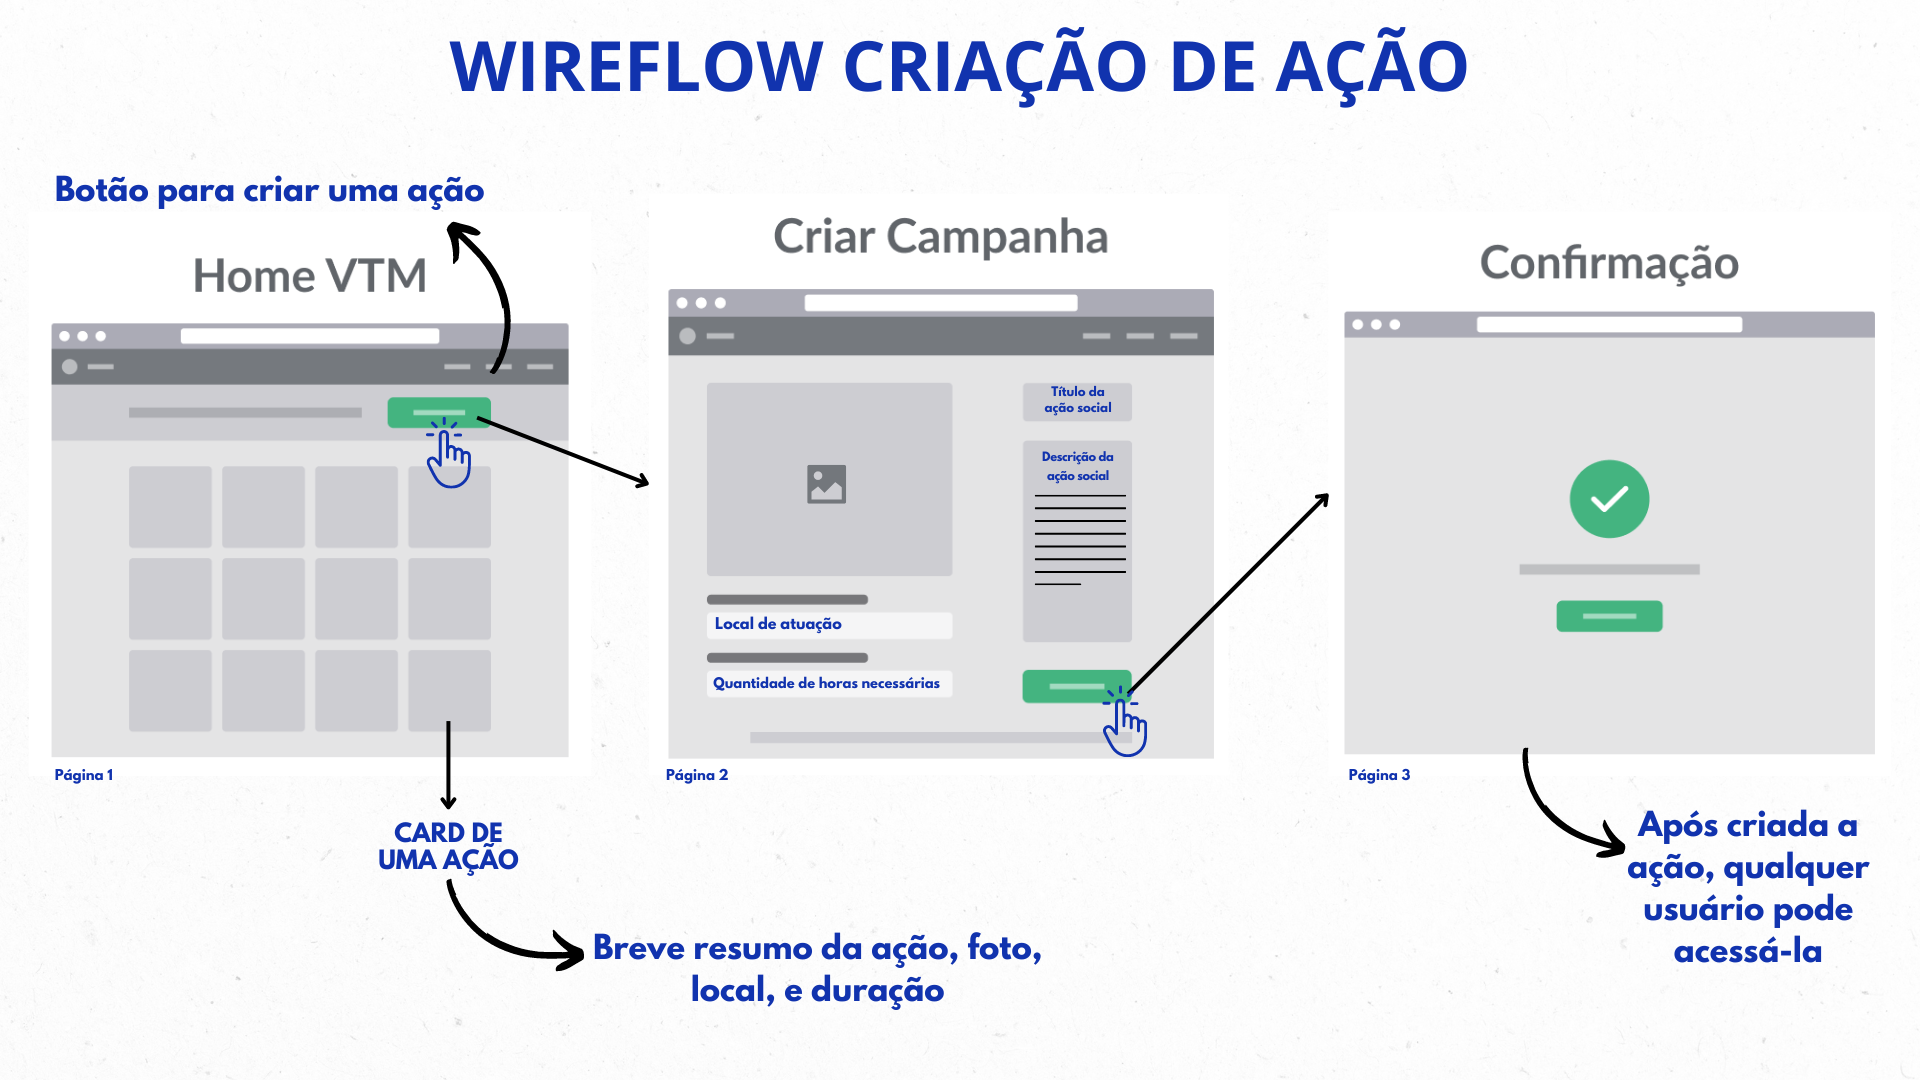 WIREFLOW CRIAÇÃO DE AÇÃO
Botão para criar uma ação
Home VTM
Página 1
CARD DE
UMA AÇÃO
Breve resumo da ação, foto,
local, e duração
Criar Campanha
Título da
ação social
Descrição da
ação social
Local de atuação
Quantidade de horas necessárias
Página 2
Confirmação
Página 3
Após criada a
ação, qualquer
usuário pode
acessá-la